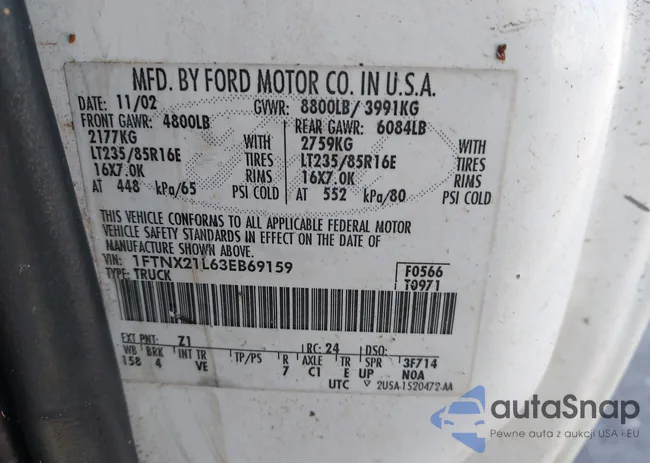 MFD. BY FORD MOTOR CO. IN U.S.A.
DATE: 11/02 GVWR: 8800LB/ 3991KG
FRONT GAWR: 4800LB REAR GAWR: 6084LB
2177KG WITH 2759KG WITH
LT235/85R16E TIRES LT235/85R16E TIRES
16X7.0K RIMS 16X7.0K RIMS
AT 448 kPa/65 PSI COLD AT 552 kPa/80 PSI COLD
THIS VEHICLE CONFORMS TO ALL APPLICABLE FEDERAL MOTOR
VEHICLE SAFETY STANDARDS IN EFFECT ON THE DATE OF
MANUFACTURE SHOWN ABOVE.
VIN: 1FTNX21L63EB69159 F0566
TYPE: TRUCK T0971
EXT PNT: Z1 RC: 24 DSO:
WB BRK INT TR TP/PS R AXLE TR SPR 3F714
158 4 VE 7 C1 E UP N0A
UTC 2USA-1520472-AA
autoSnap
Pewne auta z aukcji USA i EU